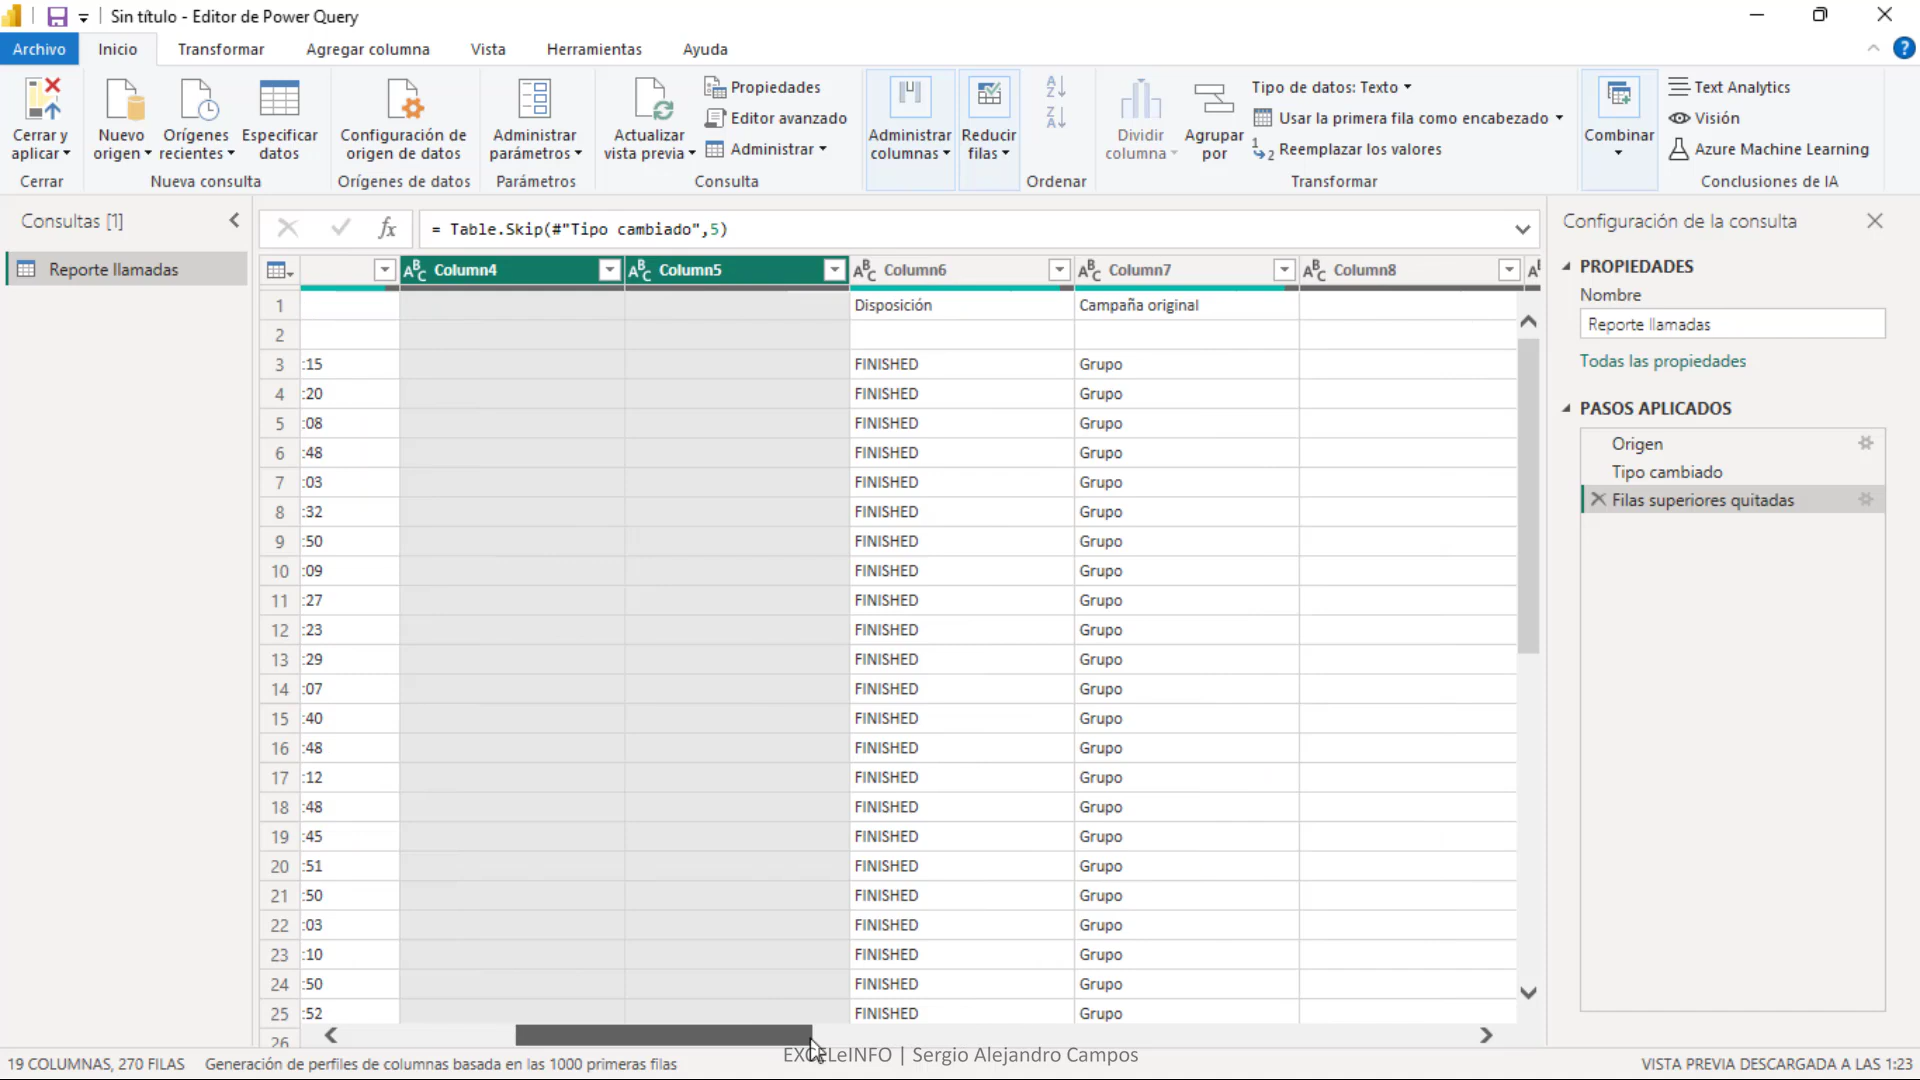 Sin título - Editor de Power Query
Archivo
Inicio
Transformar
Agregar columna
Vista
Herramientas
Ayuda
Cerrar y
aplicar
Cerrar
Nuevo
origen
Orígenes
recientes
Especificar
datos
Nueva consulta
Configuración de
origen de datos
Orígenes de datos
Administrar
parámetros
Parámetros
Actualizar
vista previa
Propiedades
Editor avanzado
Administrar
Consulta
Administrar
columnas
Reducir
filas
Ordenar
Dividir
columna
Agrupar
por
Tipo de datos: Texto
Usar la primera fila como encabezado
Reemplazar los valores
Transformar
Combinar
Text Analytics
Visión
Azure Machine Learning
Conclusiones de IA
Consultas [1]
Reporte llamadas
fx
= Table.Skip(#"Tipo cambiado",5)
Column4
Column5
Column6
Column7
Column8
1 Disposición Campaña original
2
3 :15 FINISHED Grupo
4 :20 FINISHED Grupo
5 :08 FINISHED Grupo
6 :48 FINISHED Grupo
7 :03 FINISHED Grupo
8 :32 FINISHED Grupo
9 :50 FINISHED Grupo
10 :09 FINISHED Grupo
11 :27 FINISHED Grupo
12 :23 FINISHED Grupo
13 :29 FINISHED Grupo
14 :07 FINISHED Grupo
15 :40 FINISHED Grupo
16 :48 FINISHED Grupo
17 :12 FINISHED Grupo
18 :48 FINISHED Grupo
19 :45 FINISHED Grupo
20 :51 FINISHED Grupo
21 :50 FINISHED Grupo
22 :03 FINISHED Grupo
23 :10 FINISHED Grupo
24 :50 FINISHED Grupo
25 :52 FINISHED Grupo
26
Configuración de la consulta
PROPIEDADES
Nombre
Reporte llamadas
Todas las propiedades
PASOS APLICADOS
Origen
Tipo cambiado
Filas superiores quitadas
19 COLUMNAS, 270 FILAS
Generación de perfiles de columnas basada en las 1000 primeras filas
EXCELeINFO | Sergio Alejandro Campos
VISTA PREVIA DESCARGADA A LAS 1:23